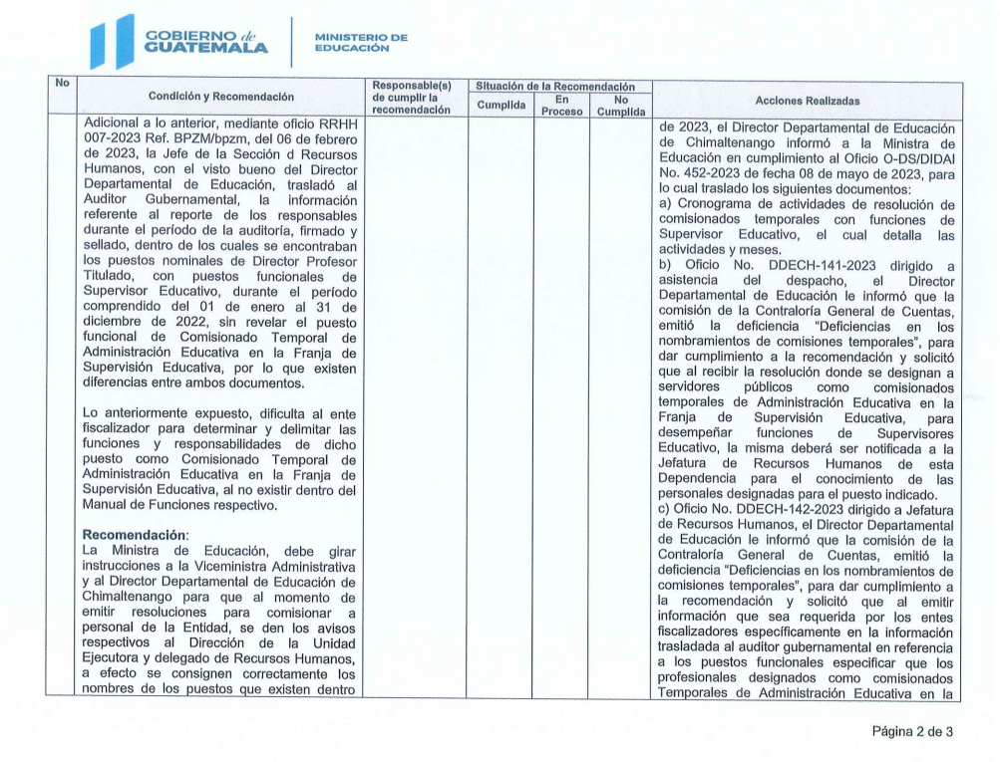 GOBIERNO de
GUATEMALA
MINISTERIO DE
EDUCACIÓN
No
Condición y Recomendación
Responsable(s)
de cumplir la
recomendación
Situación de la Recomendación
Cumplida
En
Proceso
No
Cumplida
Acciones Realizadas
Adicional a lo anterior, mediante oficio RRHH
007-2023 Ref. BPZM/bpzm, del 06 de febrero
de 2023, la Jefe de la Sección d Recursos
Humanos, con el visto bueno del Director
Departamental de Educación, trasladó al
Auditor Gubernamental, la información
referente al reporte de los responsables
durante el período de la auditoría, firmado y
sellado, dentro de los cuales se encontraban
los puestos nominales de Director Profesor
Titulado, con puestos funcionales de
Supervisor Educativo, durante el período
comprendido del 01 de enero al 31 de
diciembre de 2022, sin revelar el puesto
funcional de Comisionado Temporal de
Administración Educativa en la Franja de
Supervisión Educativa, por lo que existen
diferencias entre ambos documentos.
Lo anteriormente expuesto, dificulta al ente
fiscalizador para determinar y delimitar las
funciones y responsabilidades de dicho
puesto como Comisionado Temporal de
Administración Educativa en la Franja de
Supervisión Educativa, al no existir dentro del
Manual de Funciones respectivo.
Recomendación:
La Ministra de Educación, debe girar
instrucciones a la Viceministra Administrativa
y al Director Departamental de Educación de
Chimaltenango para que al momento de
emitir resoluciones para comisionar a
personal de la Entidad, se den los avisos
respectivos al Dirección de la Unidad
Ejecutora y delegado de Recursos Humanos,
a efecto se consignen correctamente los
nombres de los puestos que existen dentro
de 2023, el Director Departamental de Educación
de Chimaltenango informó a la Ministra de
Educación en cumplimiento al Oficio O-DS/DIDAI
No. 452-2023 de fecha 08 de mayo de 2023, para
lo cual traslado los siguientes documentos:
a) Cronograma de actividades de resolución de
comisionados temporales con funciones de
Supervisor Educativo, el cual detalla las
actividades y meses.
b) Oficio No. DDECH-141-2023 dirigido a
asistencia del despacho, el Director
Departamental de Educación le informó que la
comisión de la Contraloría General de Cuentas,
emitió la deficiencia “Deficiencias en los
nombramientos de comisiones temporales”, para
dar cumplimiento a la recomendación y solicitó
que al recibir la resolución donde se designan a
servidores públicos como comisionados
temporales de Administración Educativa en la
Franja de Supervisión Educativa, para
desempeñar funciones de Supervisores
Educativo, la misma deberá ser notificada a la
Jefatura de Recursos Humanos de esta
Dependencia para el conocimiento de las
personales designadas para el puesto indicado.
c) Oficio No. DDECH-142-2023 dirigido a Jefatura
de Recursos Humanos, el Director Departamental
de Educación le informó que la comisión de la
Contraloría General de Cuentas, emitió la
deficiencia “Deficiencias en los nombramientos de
comisiones temporales”, para dar cumplimiento a
la recomendación y solicitó que al emitir
información que sea requerida por los entes
fiscalizadores específicamente en la información
trasladada al auditor gubernamental en referencia
a los puestos funcionales especificar que los
profesionales designados como comisionados
Temporales de Administración Educativa en la
Página 2 de 3